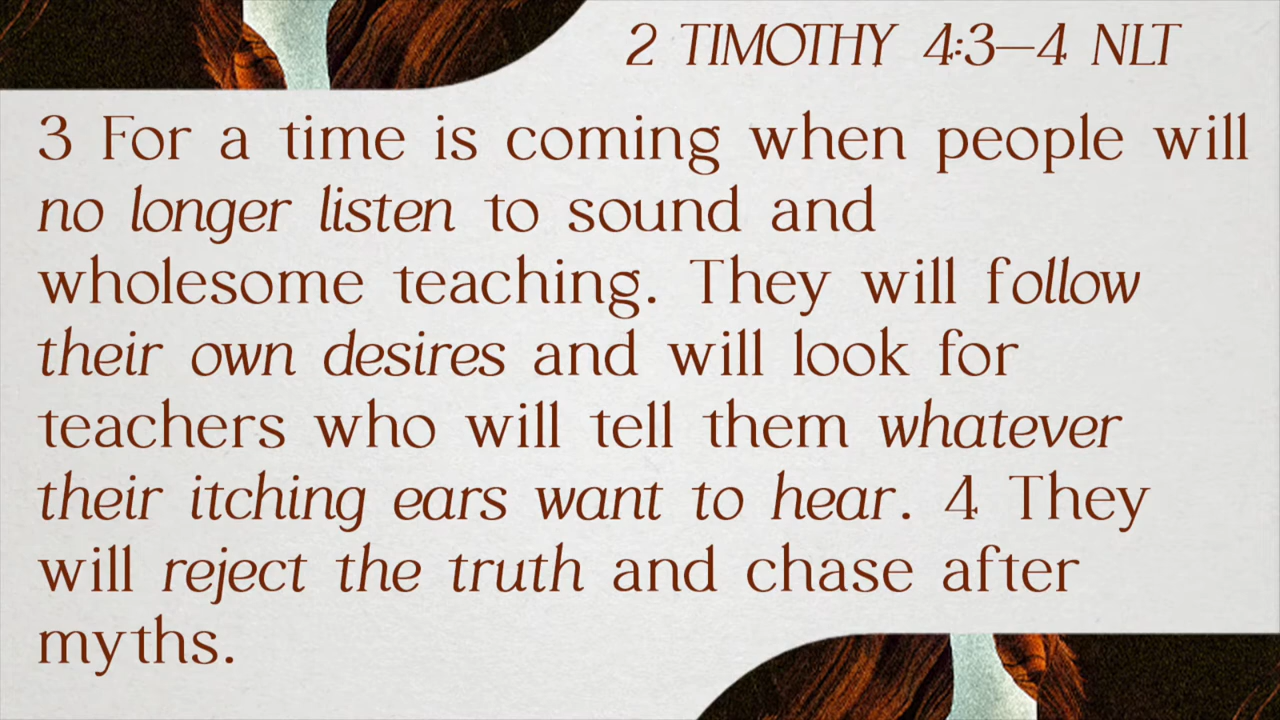 2 TIMOTHY 4:3–4 NLT
3 For a time is coming when people will
no longer listen to sound and
wholesome teaching. They will follow
their own desires and will look for
teachers who will tell them whatever
their itching ears want to hear. 4 They
will reject the truth and chase after
myths.